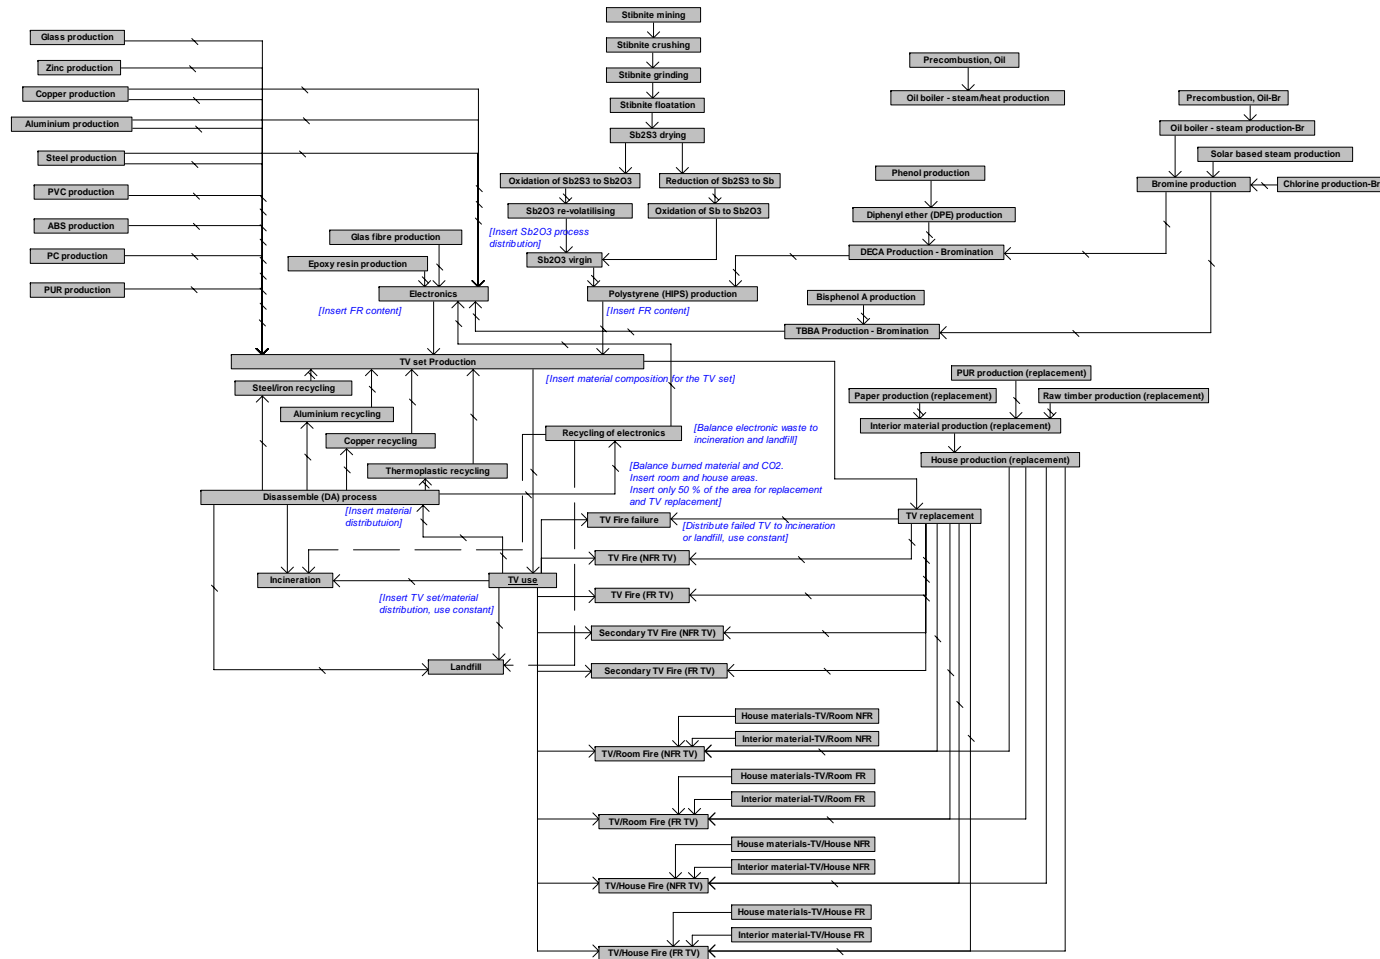 Stibnite mining
Glass production
Stibnite crushing
Zinc production
Precombustion, Oil
Stibnite grinding
Copper production
Oil boiler - steam/heat production
Precombustion, Oil-Br
Stibnite floatation
Aluminium production
Oil boiler - steam production-Br
Sb2S3 drying
Steel production
Solar based steam production
Phenol production
Oxidation of Sb2S3 to Sb2O3
Reduction of Sb2S3 to Sb
Bromine production
Chlorine production-Br
PVC production
Sb2O3 re-volatilising
Oxidation of Sb to Sb2O3
Diphenyl ether (DPE) production
ABS production
[Insert Sb2O3 process
distribution]
Glas fibre production
DECA Production - Bromination
PC production
Epoxy resin production
Sb2O3 virgin
PUR production
Electronics
Polystyrene (HIPS) production
Bisphenol A production
[Insert FR content]
[Insert FR content]
TBBA Production - Bromination
TV set Production
[Insert material composition for the TV set]
PUR production (replacement)
Steel/iron recycling
Paper production (replacement)
Raw timber production (replacement)
Aluminium recycling
Interior material production (replacement)
Copper recycling
Recycling of electronics
[Balance electronic waste to
incineration and landfill]
House production (replacement)
Thermoplastic recycling
[Balance burned material and CO2.
Insert room and house areas.
Insert only 50 % of the area for replacement
and TV replacement]
Disassemble (DA) process
[Insert material
distributuion]
TV Fire failure
TV replacement
[Distribute failed TV to incineration
or landfill, use constant]
TV Fire (NFR TV)
Incineration
TV use
[Insert TV set/material
distribution, use constant]
TV Fire (FR TV)
Secondary TV Fire (NFR TV)
Landfill
Secondary TV Fire (FR TV)
House materials-TV/Room NFR
Interior material-TV/Room NFR
TV/Room Fire (NFR TV)
House materials-TV/Room FR
Interior material-TV/Room FR
TV/Room Fire (FR TV)
House materials-TV/House NFR
Interior material-TV/House NFR
TV/House Fire (NFR TV)
House materials-TV/House FR
Interior material-TV/House FR
TV/House Fire (FR TV)